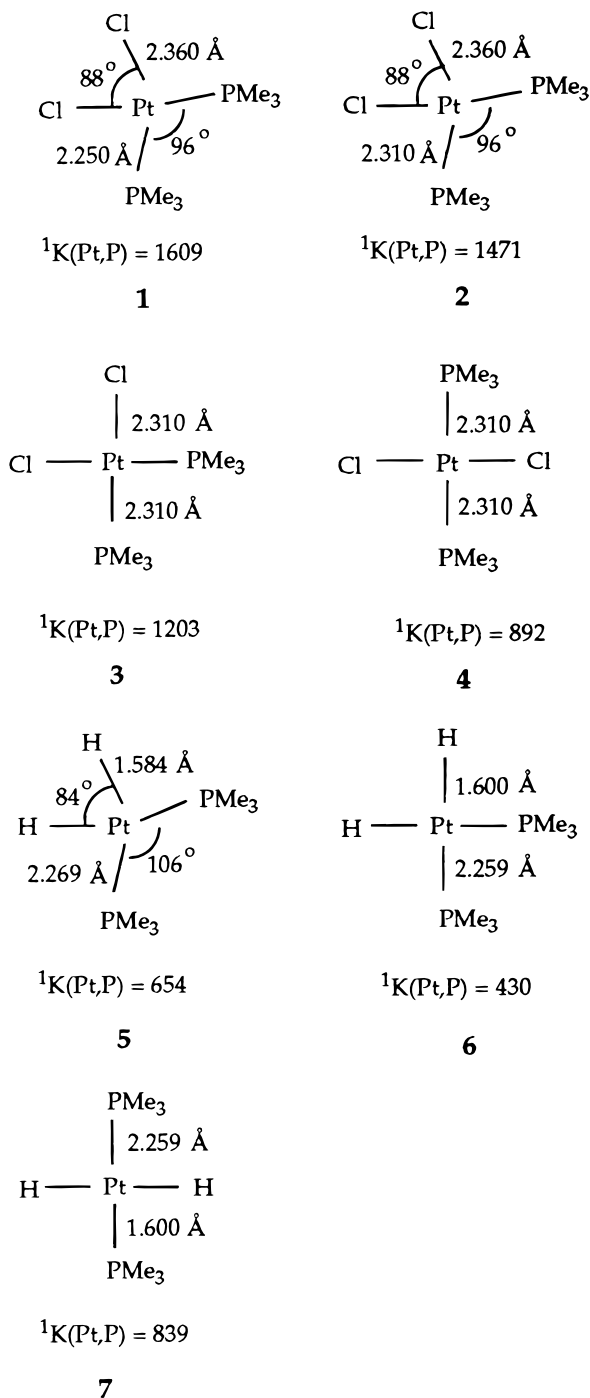 Cl Cl
2.360 Å 2.360 Å
88° 88°
Cl Pt PMe3 Cl Pt PMe3
2.250 Å 96° 2.310 Å 96°
PMe3 PMe3
¹K(Pt,P) = 1609 ¹K(Pt,P) = 1471
1 2
Cl PMe3
2.310 Å 2.310 Å
Cl Pt PMe3 Cl Pt Cl
2.310 Å 2.310 Å
PMe3 PMe3
¹K(Pt,P) = 1203 ¹K(Pt,P) = 892
3 4
H H
1.584 Å 1.600 Å
84° PMe3
H Pt H Pt PMe3
2.269 Å 106° 2.259 Å
PMe3 PMe3
¹K(Pt,P) = 654 ¹K(Pt,P) = 430
5 6
PMe3
2.259 Å
H Pt H
1.600 Å
PMe3
¹K(Pt,P) = 839
7